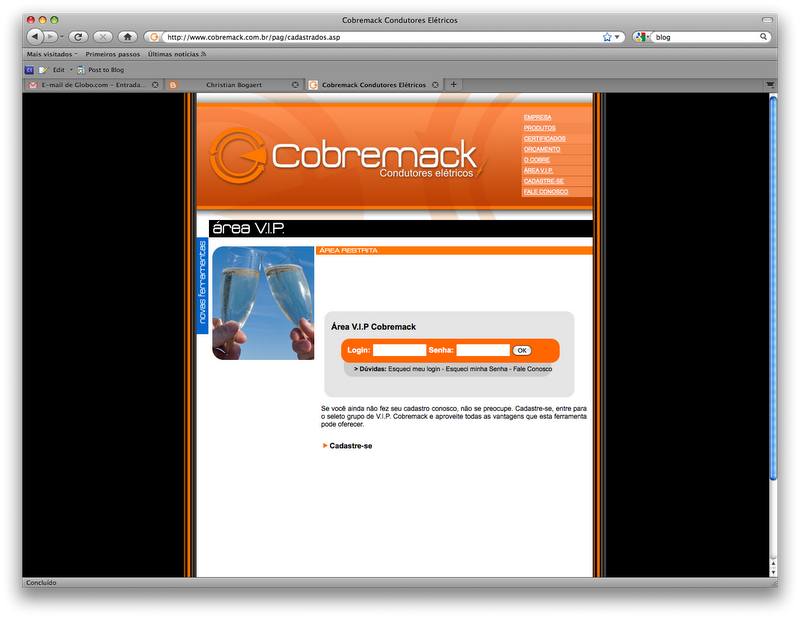 Cobremack Condutores Elétricos
http://www.cobremack.com.br/pag/cadastrados.asp
blog
Mais visitados
Primeiros passos
Últimas notícias
Edit
Post to Blog
E-mail de Globo.com – Entrada...
Christian Bogaert
Cobremack Condutores Elétricos
Cobremack
Condutores elétricos
EMPRESA
PRODUTOS
CERTIFICADOS
ORÇAMENTO
O COBRE
ÁREA V.I.P.
CADASTRE-SE
FALE CONOSCO
área V.I.P.
novas ferramentas
ÁREA RESTRITA
Área V.I.P Cobremack
Login:
Senha:
OK
> Dúvidas: Esqueci meu login - Esqueci minha Senha - Fale Conosco
Se você ainda não fez seu cadastro conosco, não se preocupe. Cadastre-se, entre para
o seleto grupo de V.I.P. Cobremack e aproveite todas as vantagens que esta ferramenta
pode oferecer.
Cadastre-se
Concluído